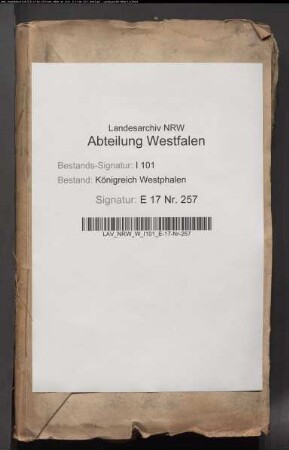 Landesarchiv NRW
Abteilung Westfalen
Bestands-Signatur: I 101
Bestand: Königreich Westphalen
Signatur: E 17 Nr. 257
LAV_NRW_W_I101_E-17-Nr-257